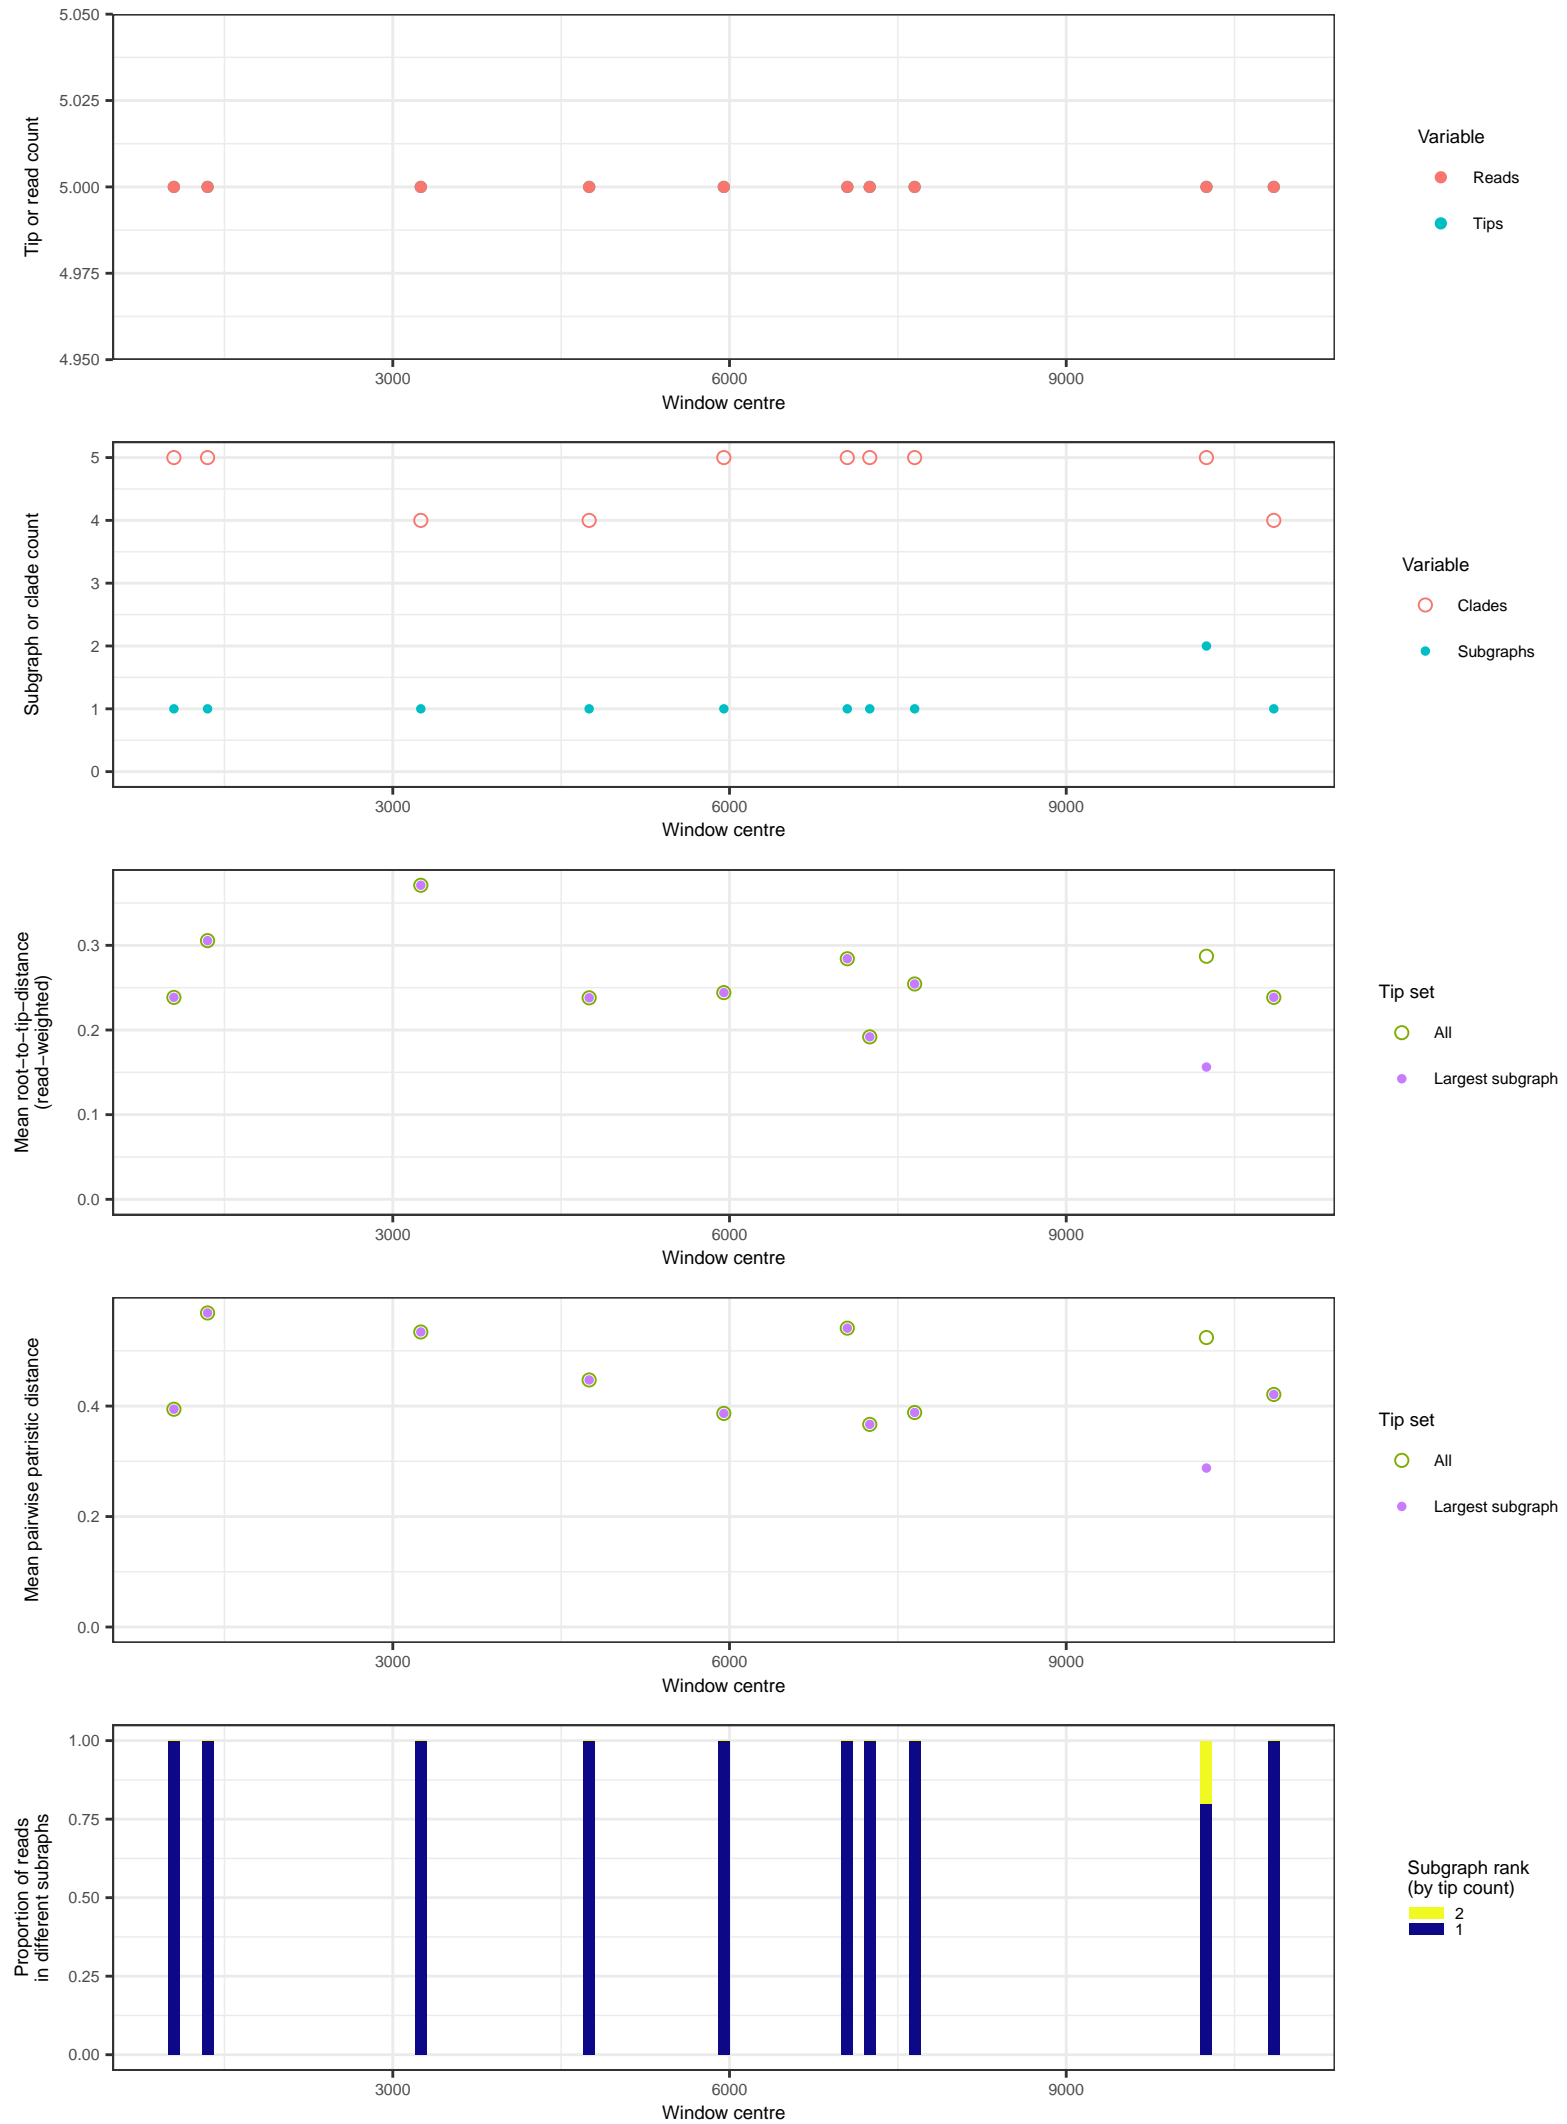 5.050
5.025
5.000
4.975
4.950
Tip or read count
3000 6000 9000
Window centre
Variable
Reads
Tips
5
4
3
2
1
0
Subgraph or clade count
3000 6000 9000
Window centre
Variable
Clades
Subgraphs
0.3
0.2
0.1
0.0
Mean root−to−tip−distance
(read−weighted)
3000 6000 9000
Window centre
Tip set
All
Largest subgraph
0.4
0.2
0.0
Mean pairwise patristic distance
3000 6000 9000
Window centre
Tip set
All
Largest subgraph
1.00
0.75
0.50
0.25
0.00
Proportion of reads
in different subraphs
3000 6000 9000
Window centre
Subgraph rank
(by tip count)
2
1